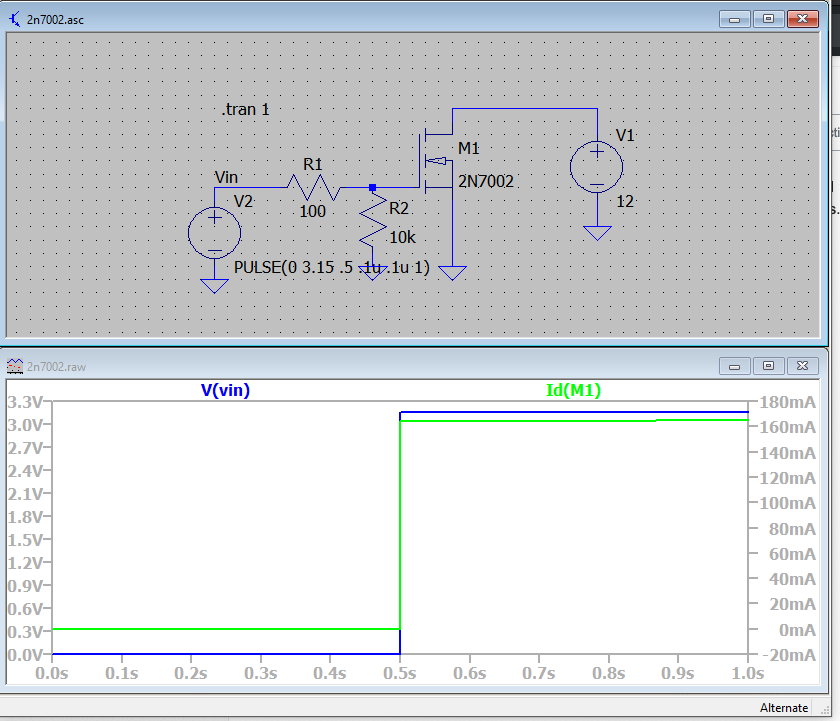 2n7002.asc
.tran 1
V1
R1
M1
Vin
V2
2N7002
12
100
R2
10k
PULSE(0 3.15 .5 .1u .1u 1)
2n7002.raw
V(vin) Id(M1)
3.3V 180mA
3.0V 160mA
2.7V
2.4V 140mA
2.1V 120mA
1.8V 100mA
1.5V 80mA
1.2V 60mA
0.9V 40mA
0.6V 20mA
0.3V 0mA
0.0V -20mA
0.0s 0.1s 0.2s 0.3s 0.4s 0.5s 0.6s 0.7s 0.8s 0.9s 1.0s
Alternate